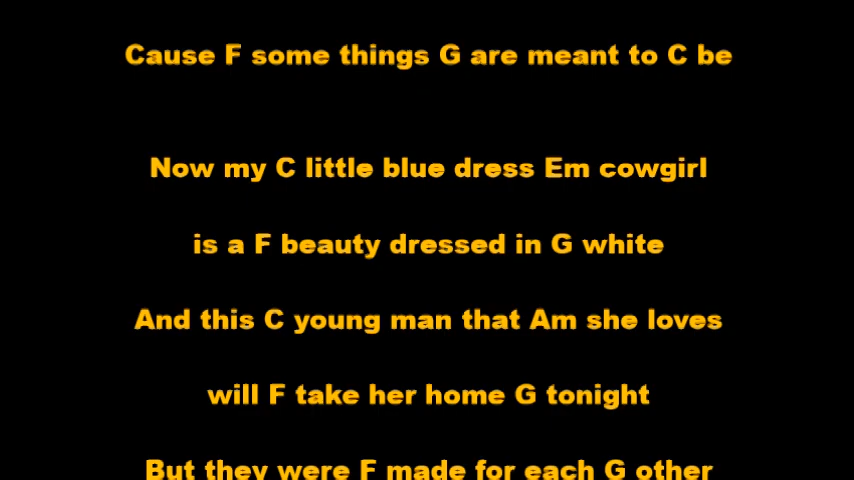 Cause F some things G are meant to C be
Now my C little blue dress Em cowgirl
is a F beauty dressed in G white
And this C young man that Am she loves
will F take her home G tonight
But they were F made for each G other